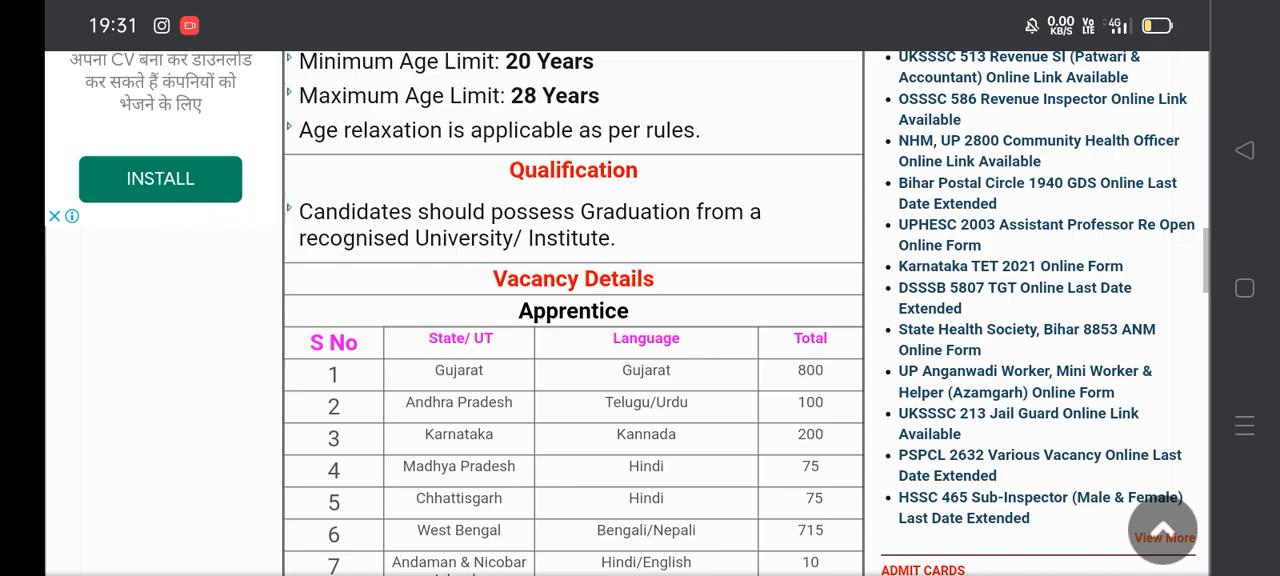 19:31
0.00
KB/S
Vo
LTE
4G
अपना CV बना कर डाउनलोड
कर सकते हैं कंपनियों को
भेजने के लिए
INSTALL
Minimum Age Limit: 20 Years
Maximum Age Limit: 28 Years
Age relaxation is applicable as per rules.
Qualification
Candidates should possess Graduation from a
recognised University/ Institute.
Vacancy Details
Apprentice
S No State/ UT Language Total
1 Gujarat Gujarat 800
2 Andhra Pradesh Telugu/Urdu 100
3 Karnataka Kannada 200
4 Madhya Pradesh Hindi 75
5 Chhattisgarh Hindi 75
6 West Bengal Bengali/Nepali 715
7 Andaman & Nicobar Hindi/English 10
UKSSSC 513 Revenue SI (Patwari &
Accountant) Online Link Available
OSSSC 586 Revenue Inspector Online Link
Available
NHM, UP 2800 Community Health Officer
Online Link Available
Bihar Postal Circle 1940 GDS Online Last
Date Extended
UPHESC 2003 Assistant Professor Re Open
Online Form
Karnataka TET 2021 Online Form
DSSSB 5807 TGT Online Last Date
Extended
State Health Society, Bihar 8853 ANM
Online Form
UP Anganwadi Worker, Mini Worker &
Helper (Azamgarh) Online Form
UKSSSC 213 Jail Guard Online Link
Available
PSPCL 2632 Various Vacancy Online Last
Date Extended
HSSC 465 Sub-Inspector (Male & Female)
Last Date Extended
View More
ADMIT CARDS